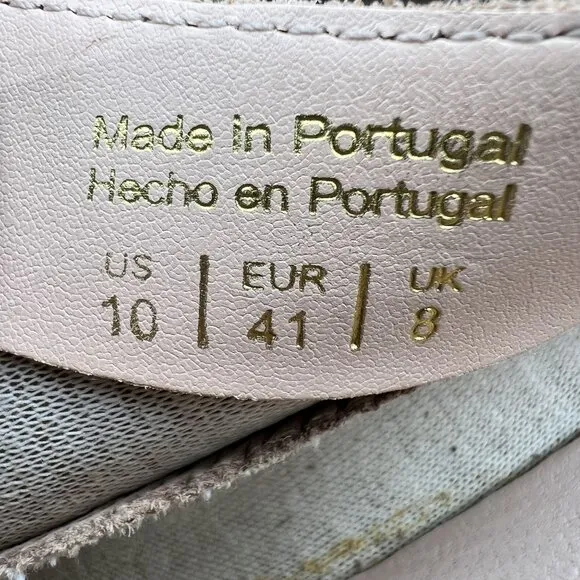 Made in Portugal
Hecho en Portugal
US | EUR | UK
10 | 41 | 8